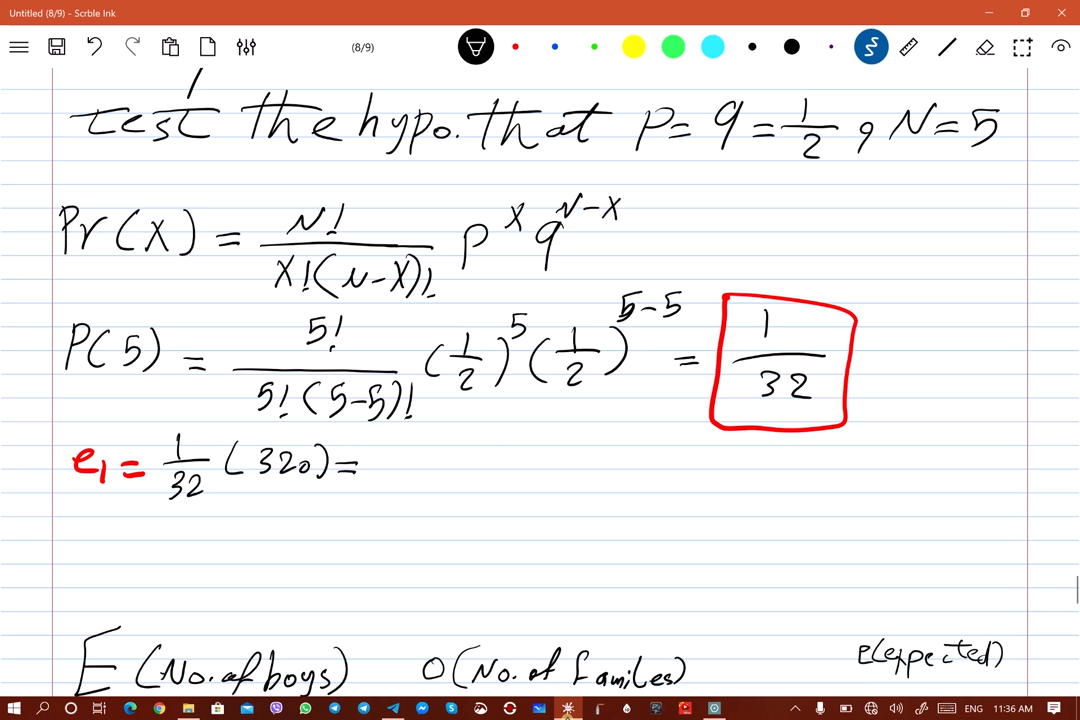 Untitled (8/9) - Scrble Ink
(8/9)
test the hypo. that P = q = 1/2 , N = 5
Pr(X) = N! / X!(N-X)! P^X q^N-X
P(5) = 5! / 5!(5-5)! (1/2)^5 (1/2)^5-5 = 1/32
e1 = 1/32 (320) =
E (No. of boys) O (No. of familes) E(expected)
ENG 11:36 AM